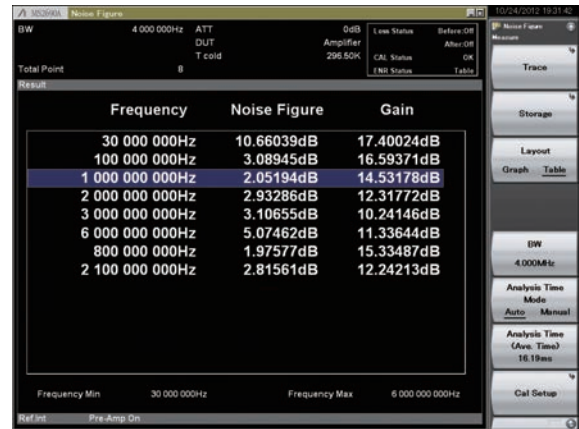 MS2690A Noise Figure
10/24/2012 19:31:42
BW 4 000 000Hz ATT 0dB
DUT Amplifier
T cold 296.50K
Total Point 8
Loss Status Before:Off
After:Off
CAL Status OK
ENR Status Table
Result
Frequency Noise Figure Gain
30 000 000Hz 10.66039dB 17.40024dB
100 000 000Hz 3.08945dB 16.59371dB
1 000 000 000Hz 2.05194dB 14.53178dB
2 000 000 000Hz 2.93286dB 12.31772dB
3 000 000 000Hz 3.10655dB 10.24146dB
6 000 000 000Hz 5.07462dB 11.33644dB
800 000 000Hz 1.97577dB 15.33487dB
2 100 000 000Hz 2.81561dB 12.24213dB
Frequency Min 30 000 000Hz Frequency Max 6 000 000 000Hz
Ref.Int Pre-Amp On
Noise Figure
Measure
Trace
Storage
Layout
Graph Table
BW
4.000MHz
Analysis Time
Mode
Auto Manual
Analysis Time
(Ave. Time)
16.19ms
Cal Setup